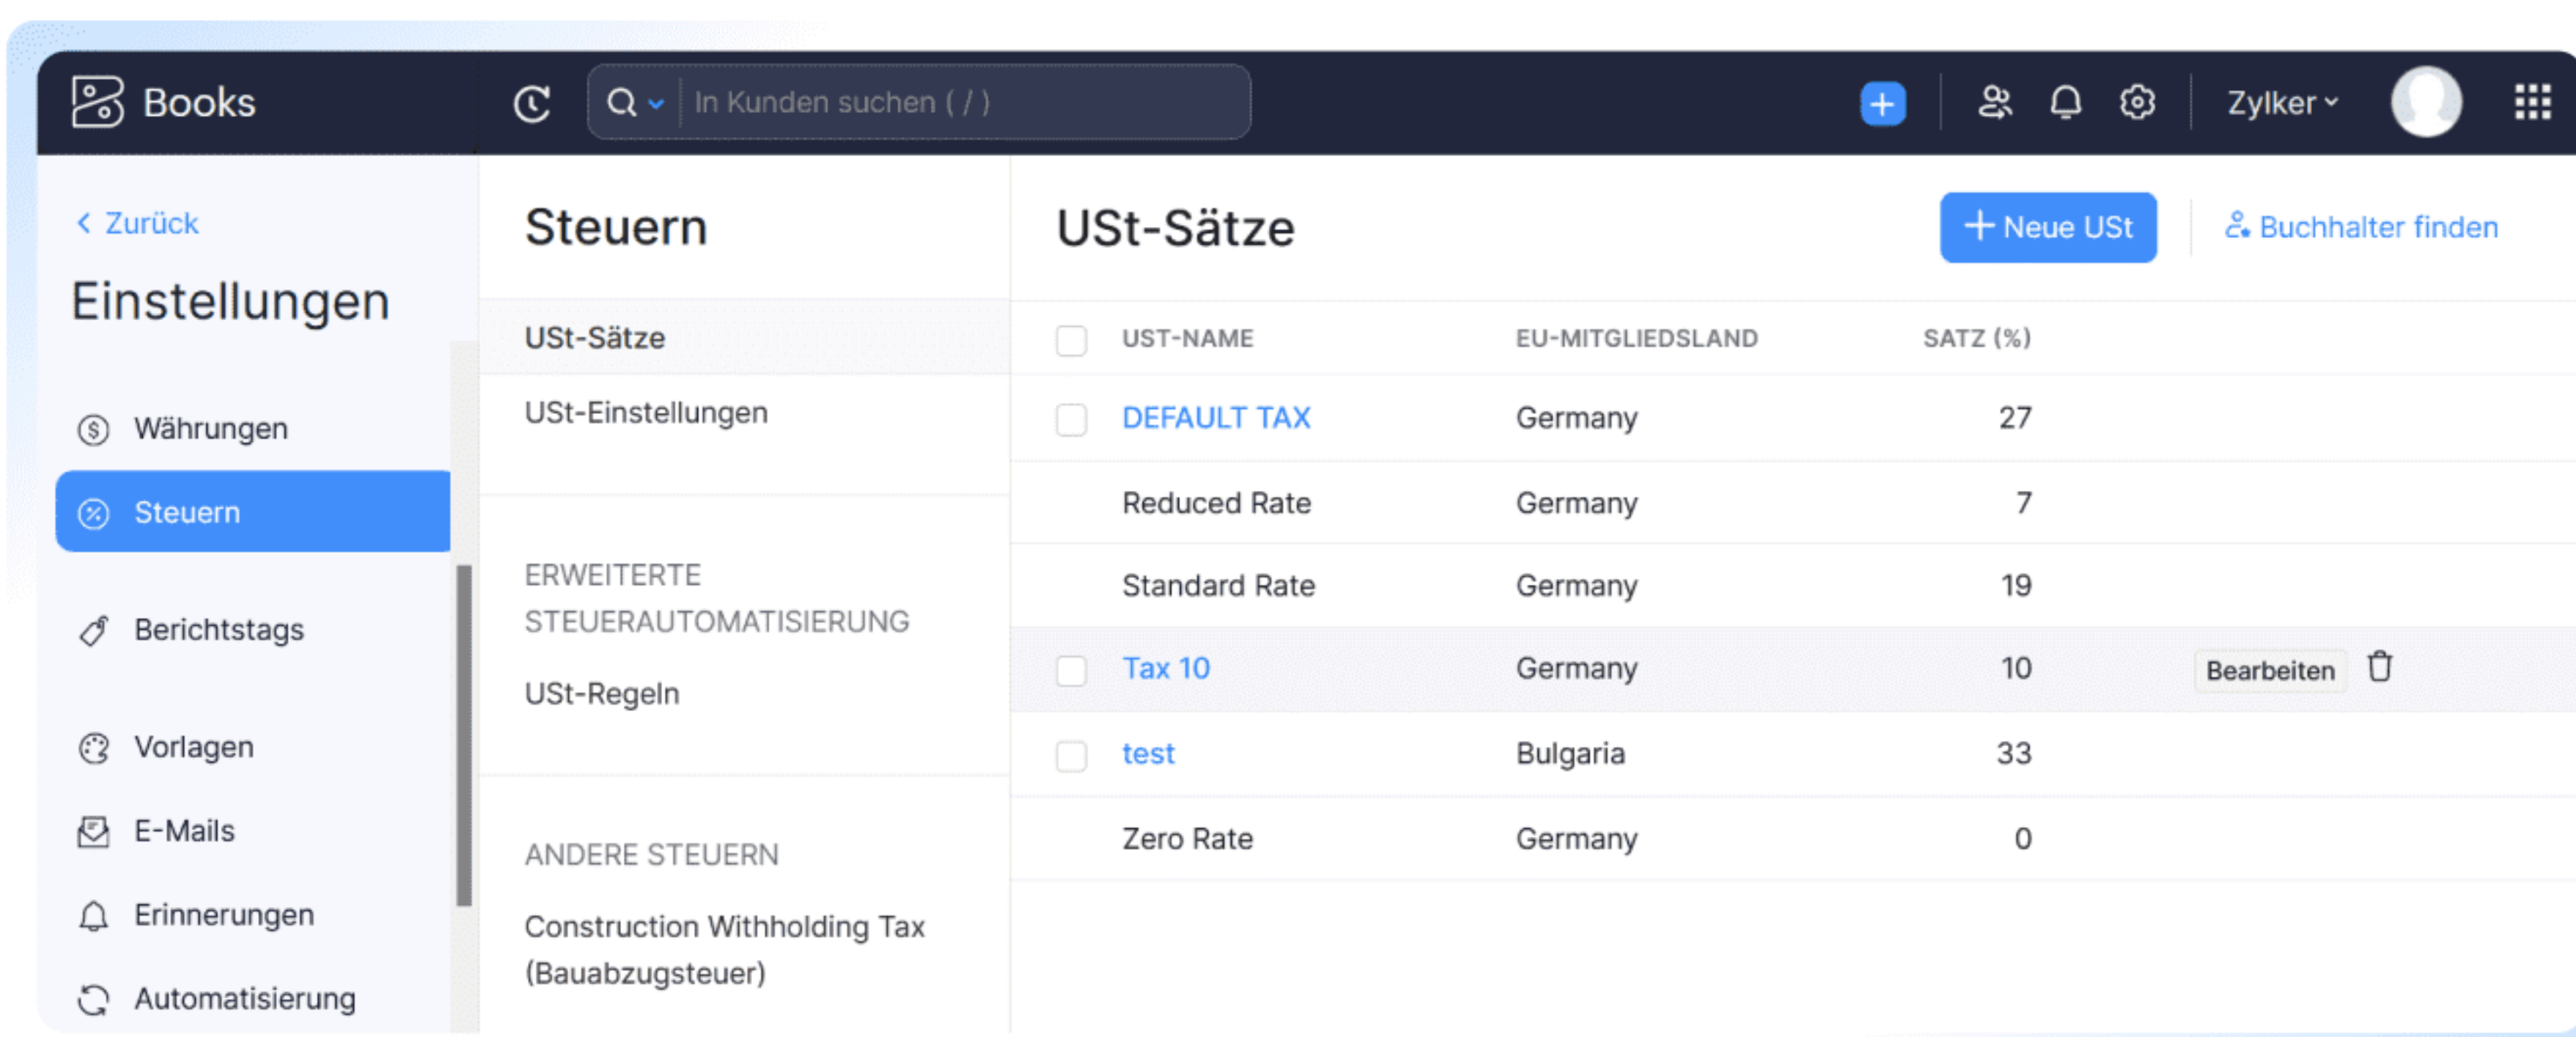 Books
In Kunden suchen ( / )
Zylker
Zurück
Einstellungen
Währungen
Steuern
Berichtstags
Vorlagen
E-Mails
Erinnerungen
Automatisierung
Steuern
USt-Sätze
USt-Einstellungen
ERWEITERTE
STEUERAUTOMATISIERUNG
USt-Regeln
ANDERE STEUERN
Construction Withholding Tax
(Bauabzugsteuer)
USt-Sätze
+ Neue USt
Buchhalter finden
UST-NAME EU-MITGLIEDSLAND SATZ (%)
DEFAULT TAX Germany 27
Reduced Rate Germany 7
Standard Rate Germany 19
Tax 10 Germany 10 Bearbeiten
test Bulgaria 33
Zero Rate Germany 0